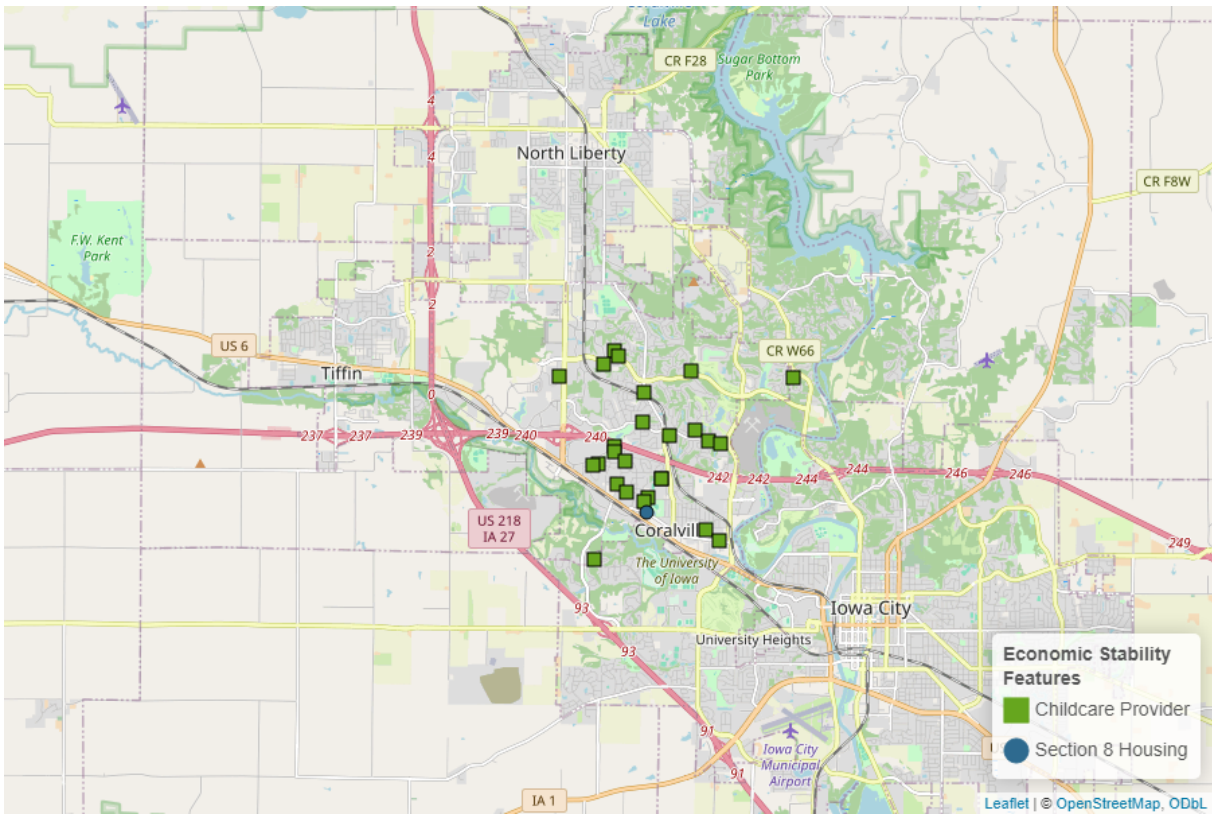 Lake
CR F28
Sugar Bottom
Park
4
North Liberty
4
CR F8W
F.W. Kent
Park
2
2
US 6
CR W66
Tiffin
0
237
237
239
239
240
240
242
242
244
244
246
246
US 218
IA 27
Coralvill
249
The University
of Iowa
93
Iowa City
93
University Heights
Economic Stability
Features
Childcare Provider
91
Section 8 Housing
Iowa City
Municipal
Airport
US
91
IA 1
Leaflet | © OpenStreetMap, ODbL